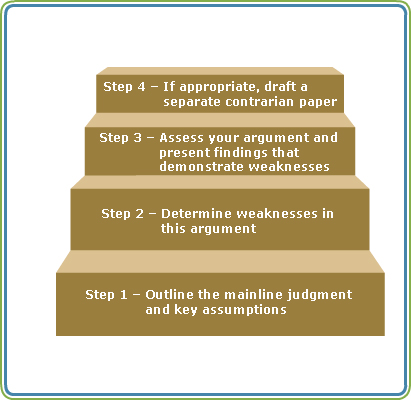 Step 4 – If appropriate, draft a
separate contrarian paper
Step 3 – Assess your argument and
present findings that
demonstrate weaknesses
Step 2 – Determine weaknesses in
this argument
Step 1 – Outline the mainline judgment
and key assumptions